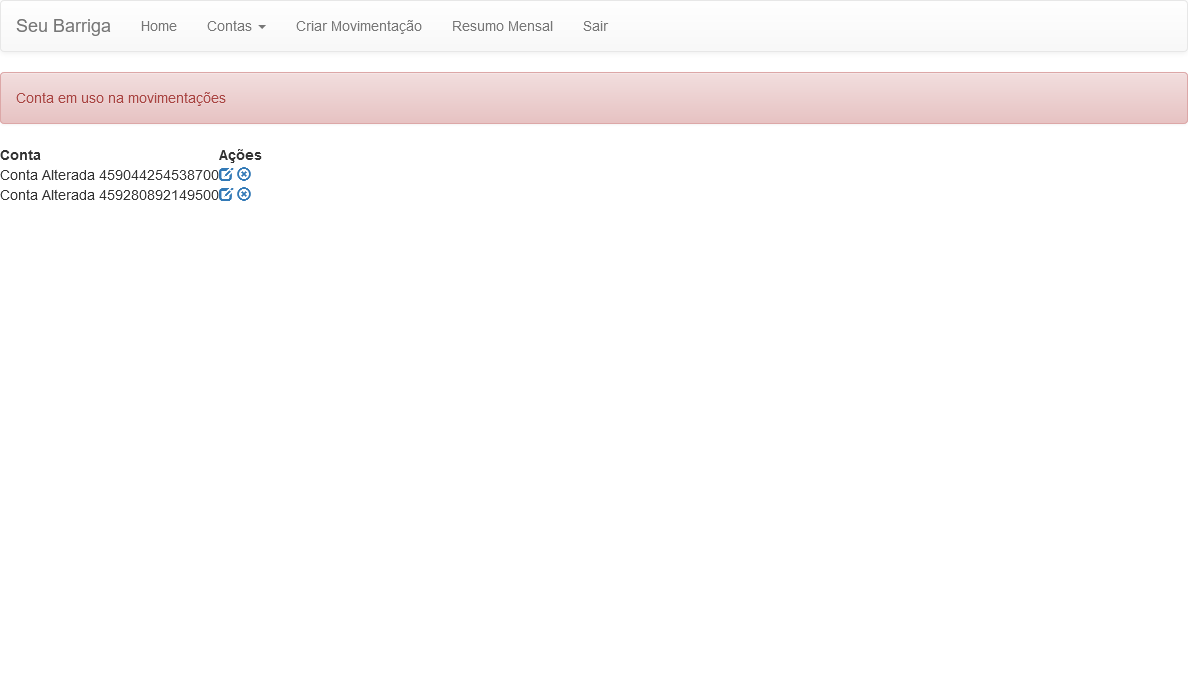 Seu Barriga Home Contas Criar Movimentação Resumo Mensal Sair
Conta em uso na movimentações
Conta Ações
Conta Alterada 459044254538700
Conta Alterada 459280892149500